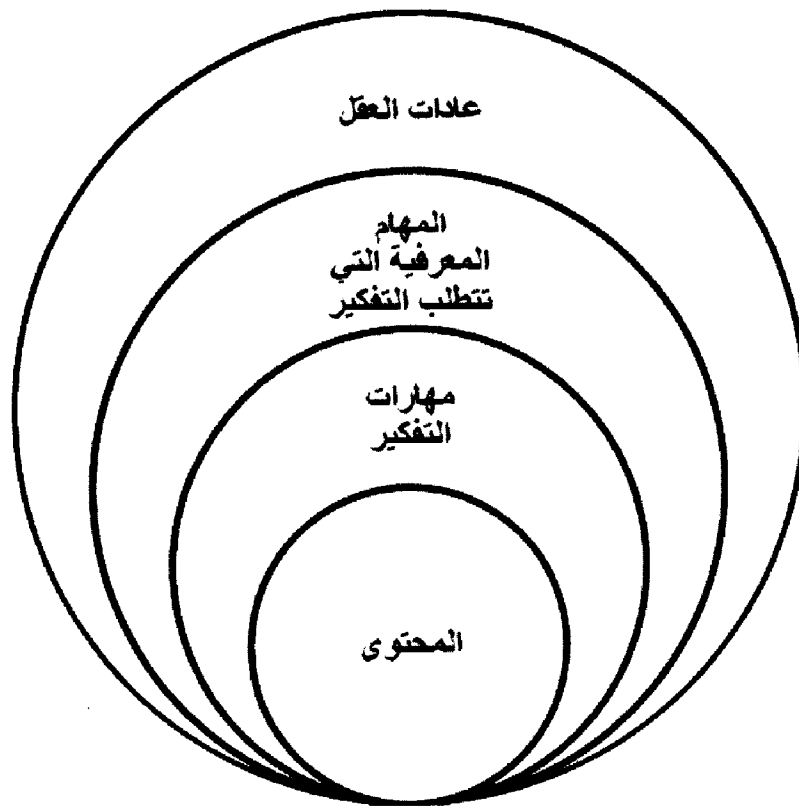 عادات العقل
المهام
المعرفية التي
تتطلب التفكير
مهارات
التفكير
المحتوى